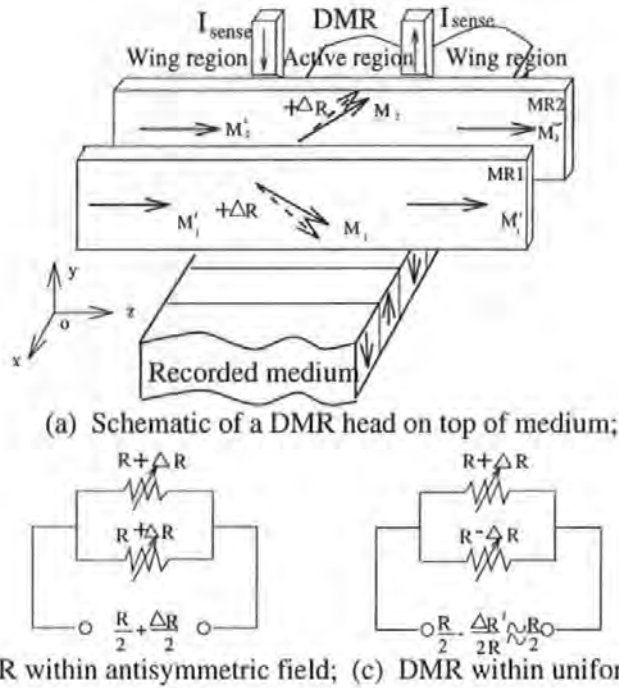 I sense DMR I sense
Wing region Active region Wing region
+ΔR M₂ MR2
M₂' M₂''
MR1
M₁' +ΔR M₁ M₁''
y
o z
x
Recorded medium
(a) Schematic of a DMR head on top of medium;
R+ΔR R+ΔR
R+ΔR R-ΔR
R/2 + ΔR/2 R/2 - ΔR'/2R ≈ R/2
R within antisymmetric field; (c) DMR within unifor